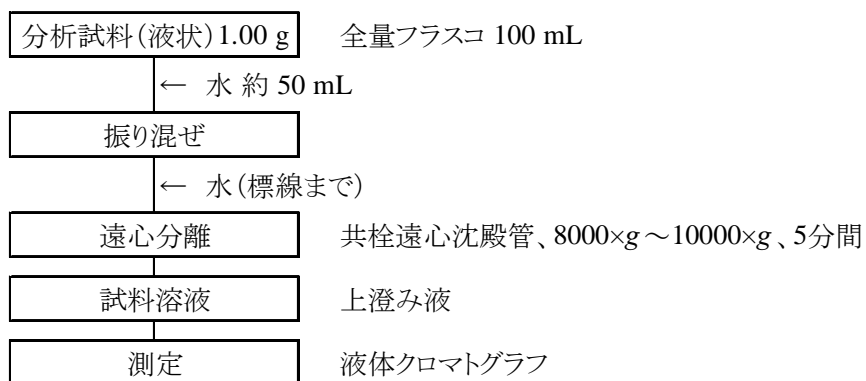 分析試料(液状)1.00 g 全量フラスコ 100 mL
← 水 約 50 mL
振り混ぜ
← 水(標線まで)
遠心分離 共栓遠心沈殿管、8000×g~10000×g、5分間
試料溶液 上澄み液
測定 液体クロマトグラフ